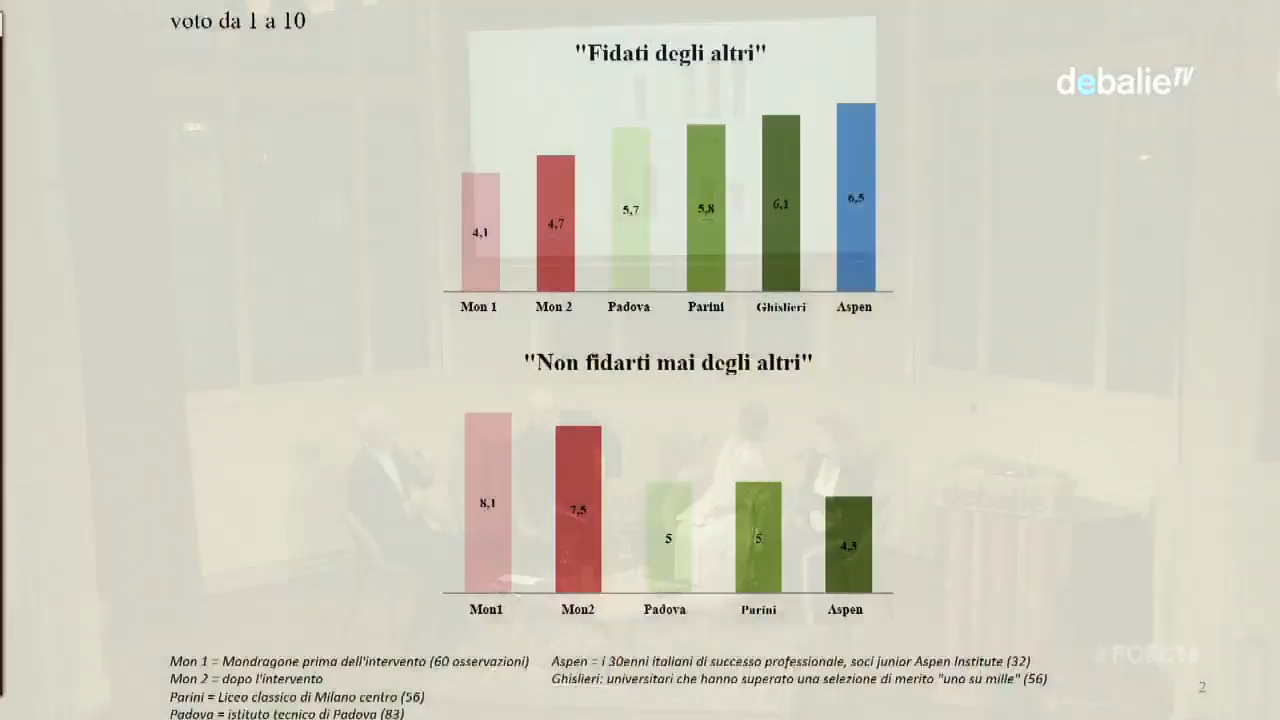 voto da 1 a 10
"Fidati degli altri"
debalieTV
4,1
4,7
5,7
5,8
6,1
6,5
Mon 1
Mon 2
Padova
Parini
Ghislieri
Aspen
"Non fidarti mai degli altri"
8,1
7,5
5
5
4,3
Mon1
Mon2
Padova
Parini
Aspen
Mon 1 = Mondragone prima dell'intervento (60 osservazioni)
Mon 2 = dopo l'intervento
Parini = Liceo classico di Milano centro (56)
Padova = istituto tecnico di Padova (83)
Aspen = i 30enni italiani di successo professionale, soci junior Aspen Institute (32)
Ghislieri: universitari che hanno superato una selezione di merito "uno su mille" (56)
2